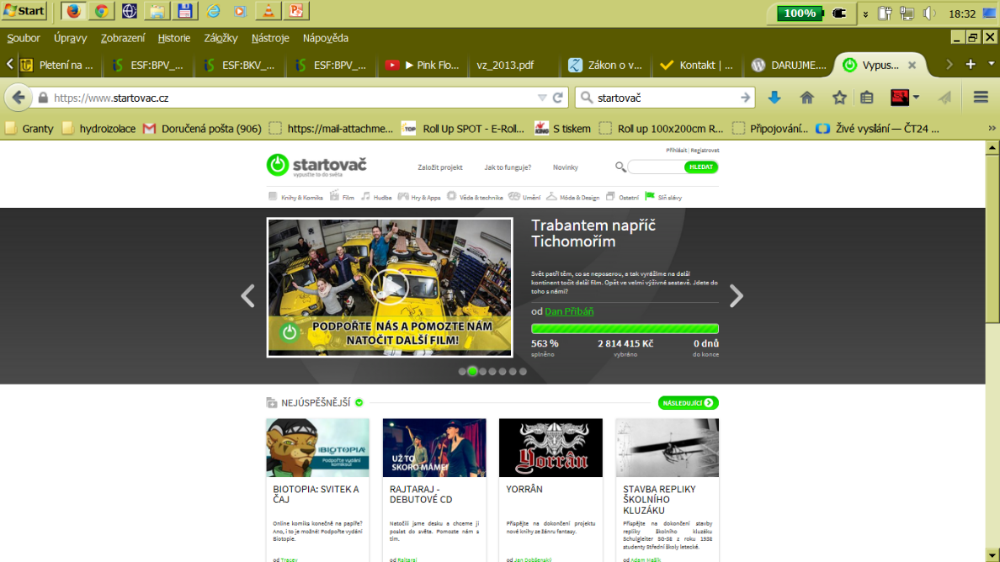 Start
100%
18:32
Soubor Úpravy Zobrazení Historie Záložky Nástroje Nápověda
Pletení na ... ESF:BPV_... ESF:BKV_... ESF:BPV_... ▶ Pink Flo... vz_2013.pdf Zákon o v... Kontakt | ... DARUJME.... Vypus...
https://www.startovac.cz
startovač
Granty hydroizolace Doručená pošta (906) https://mail-attachme... Roll Up SPOT - E-Roll... S tiskem Roll up 100x200cm R... Připojování... Živé vysílání — ČT24 ...
Přihlásit | Registrovat
startovač
vypusťte to do světa
Založit projekt Jak to funguje? Novinky
HLEDAT
Knihy & Komiks Film Hudba Hry & Apps Věda & technika Umění Móda & Design Ostatní Síň slávy
PODPOŘTE NÁS A POMOZTE NÁM
NATOČIT DALŠÍ FILM!
Trabantem napříč
Tichomořím
Svět patří těm, co se neposerou, a tak vyrážíme na další
kontinent točit další film. Opět ve velmi výživné sestavě. Jdete do
toho s námi?
od Dan Přibáň
563 % 2 814 415 Kč 0 dnů
splněno vybráno do konce
NEJÚSPĚŠNĚJŠÍ
NÁSLEDUJÍCÍ
BIOTOPIA
Podpořte vydání
komiksu!
BIOTOPIA: SVITEK A
ČAJ
Online komiks konečně na papíře?
Ano, i to je možné! Podpořte vydání
Biotopie.
od Tracey
UŽ TO
SKORO MÁME!
RAJTARAJ -
DEBUTOVÉ CD
Natočili jsme desku a chceme ji
poslat do světa. Pomozte nám s
tím.
od Rajtaraj
Yorrân
YORRÂN
Přispějte na dokončení projektu
nové knihy ze žánru fantasy.
od Jan Dobšenský
STAVBA REPLIKY
ŠKOLNÍHO
KLUZÁKU
Přispějte na dokončení stavby
repliky školního kluzáku
Schulgleiter SG-38 z roku 1938
studenty Střední školy letecké.
od Adam Mašík